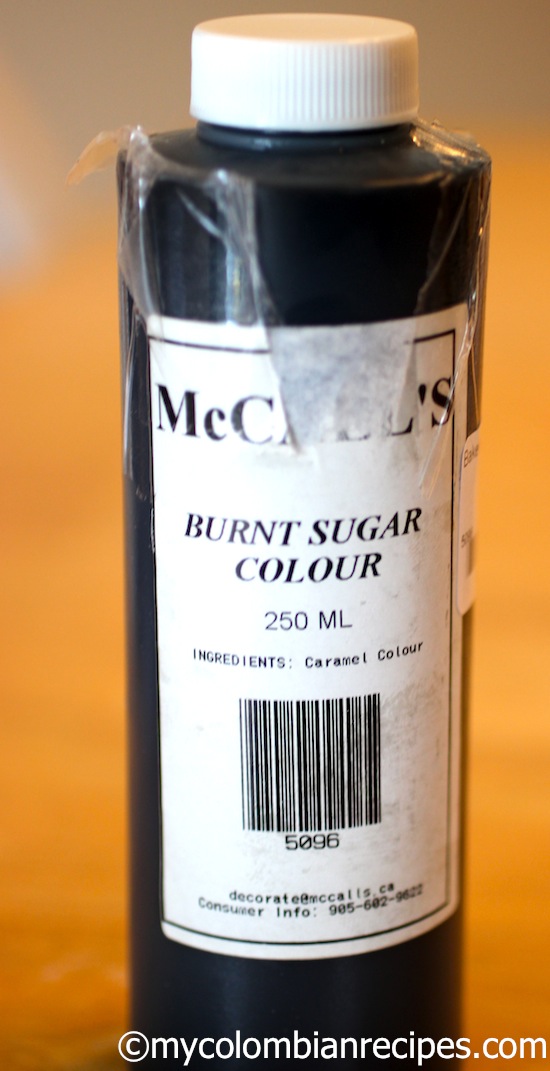 McCALL'S
BURNT SUGAR
COLOUR
250 ML
INGREDIENTS: Caramel Colour
5096
decorate@mccalls.ca
Consumer Info: 905-602-9622
©mycolombianrecipes.com